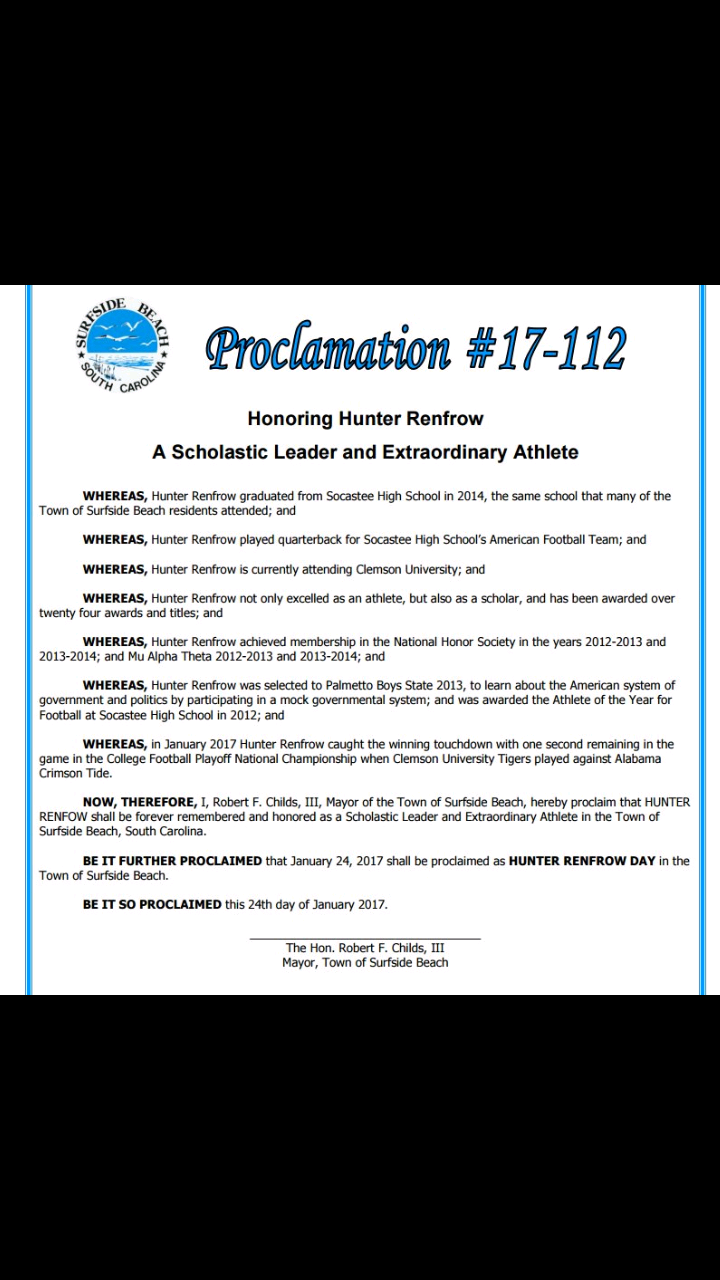 SURFSIDE BEACH
SOUTH CAROLINA
Proclamation #17-112
Honoring Hunter Renfrow
A Scholastic Leader and Extraordinary Athlete
WHEREAS, Hunter Renfrow graduated from Socastee High School in 2014, the same school that many of the
Town of Surfside Beach residents attended; and
WHEREAS, Hunter Renfrow played quarterback for Socastee High School's American Football Team; and
WHEREAS, Hunter Renfrow is currently attending Clemson University; and
WHEREAS, Hunter Renfrow not only excelled as an athlete, but also as a scholar, and has been awarded over
twenty four awards and titles; and
WHEREAS, Hunter Renfrow achieved membership in the National Honor Society in the years 2012-2013 and
2013-2014; and Mu Alpha Theta 2012-2013 and 2013-2014; and
WHEREAS, Hunter Renfrow was selected to Palmetto Boys State 2013, to learn about the American system of
government and politics by participating in a mock governmental system; and was awarded the Athlete of the Year for
Football at Socastee High School in 2012; and
WHEREAS, in January 2017 Hunter Renfrow caught the winning touchdown with one second remaining in the
game in the College Football Playoff National Championship when Clemson University Tigers played against Alabama
Crimson Tide.
NOW, THEREFORE, I, Robert F. Childs, III, Mayor of the Town of Surfside Beach, hereby proclaim that HUNTER
RENFOW shall be forever remembered and honored as a Scholastic Leader and Extraordinary Athlete in the Town of
Surfside Beach, South Carolina.
BE IT FURTHER PROCLAIMED that January 24, 2017 shall be proclaimed as HUNTER RENFROW DAY in the
Town of Surfside Beach.
BE IT SO PROCLAIMED this 24th day of January 2017.
The Hon. Robert F. Childs, III
Mayor, Town of Surfside Beach